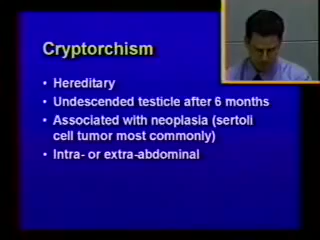 Cryptorchism
• Hereditary
• Undescended testicle after 6 months
• Associated with neoplasia (sertoli
cell tumor most commonly)
• Intra- or extra-abdominal